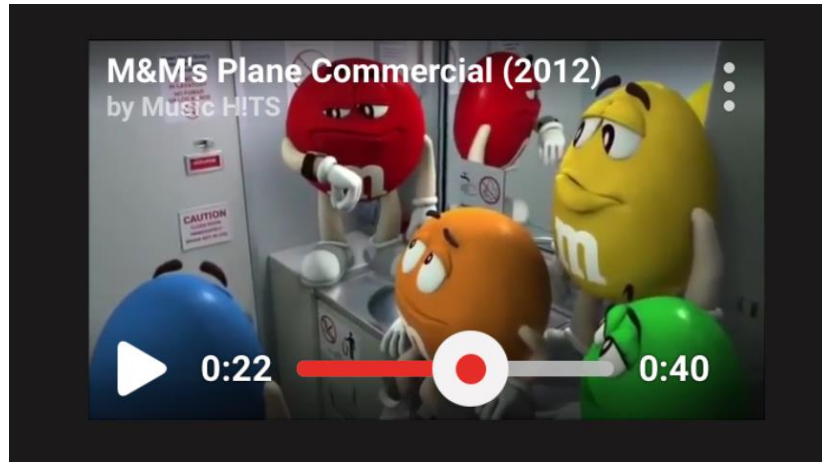 M&M's Plane Commercial (2012)
by Music H!TS
CAUTION
m
m
0:22
0:40